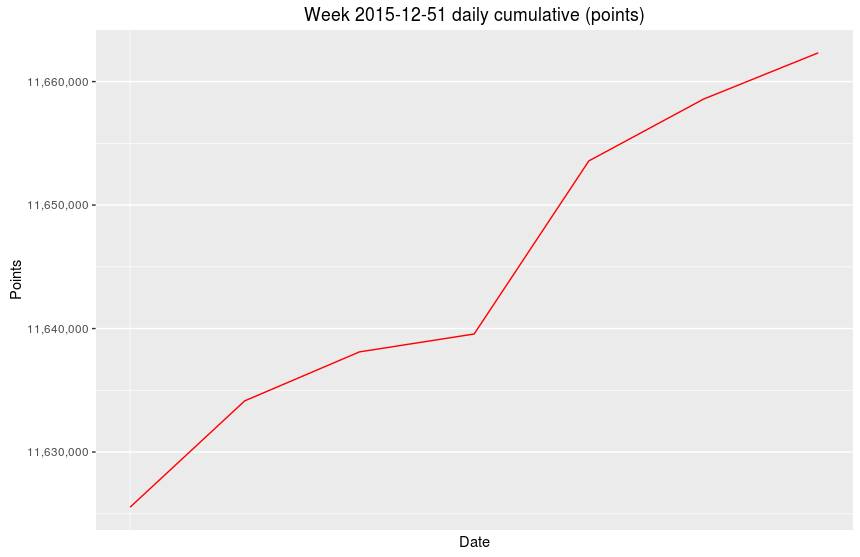 Week 2015-12-51 daily cumulative (points)
11,660,000
11,650,000
Points
11,640,000
11,630,000
Date